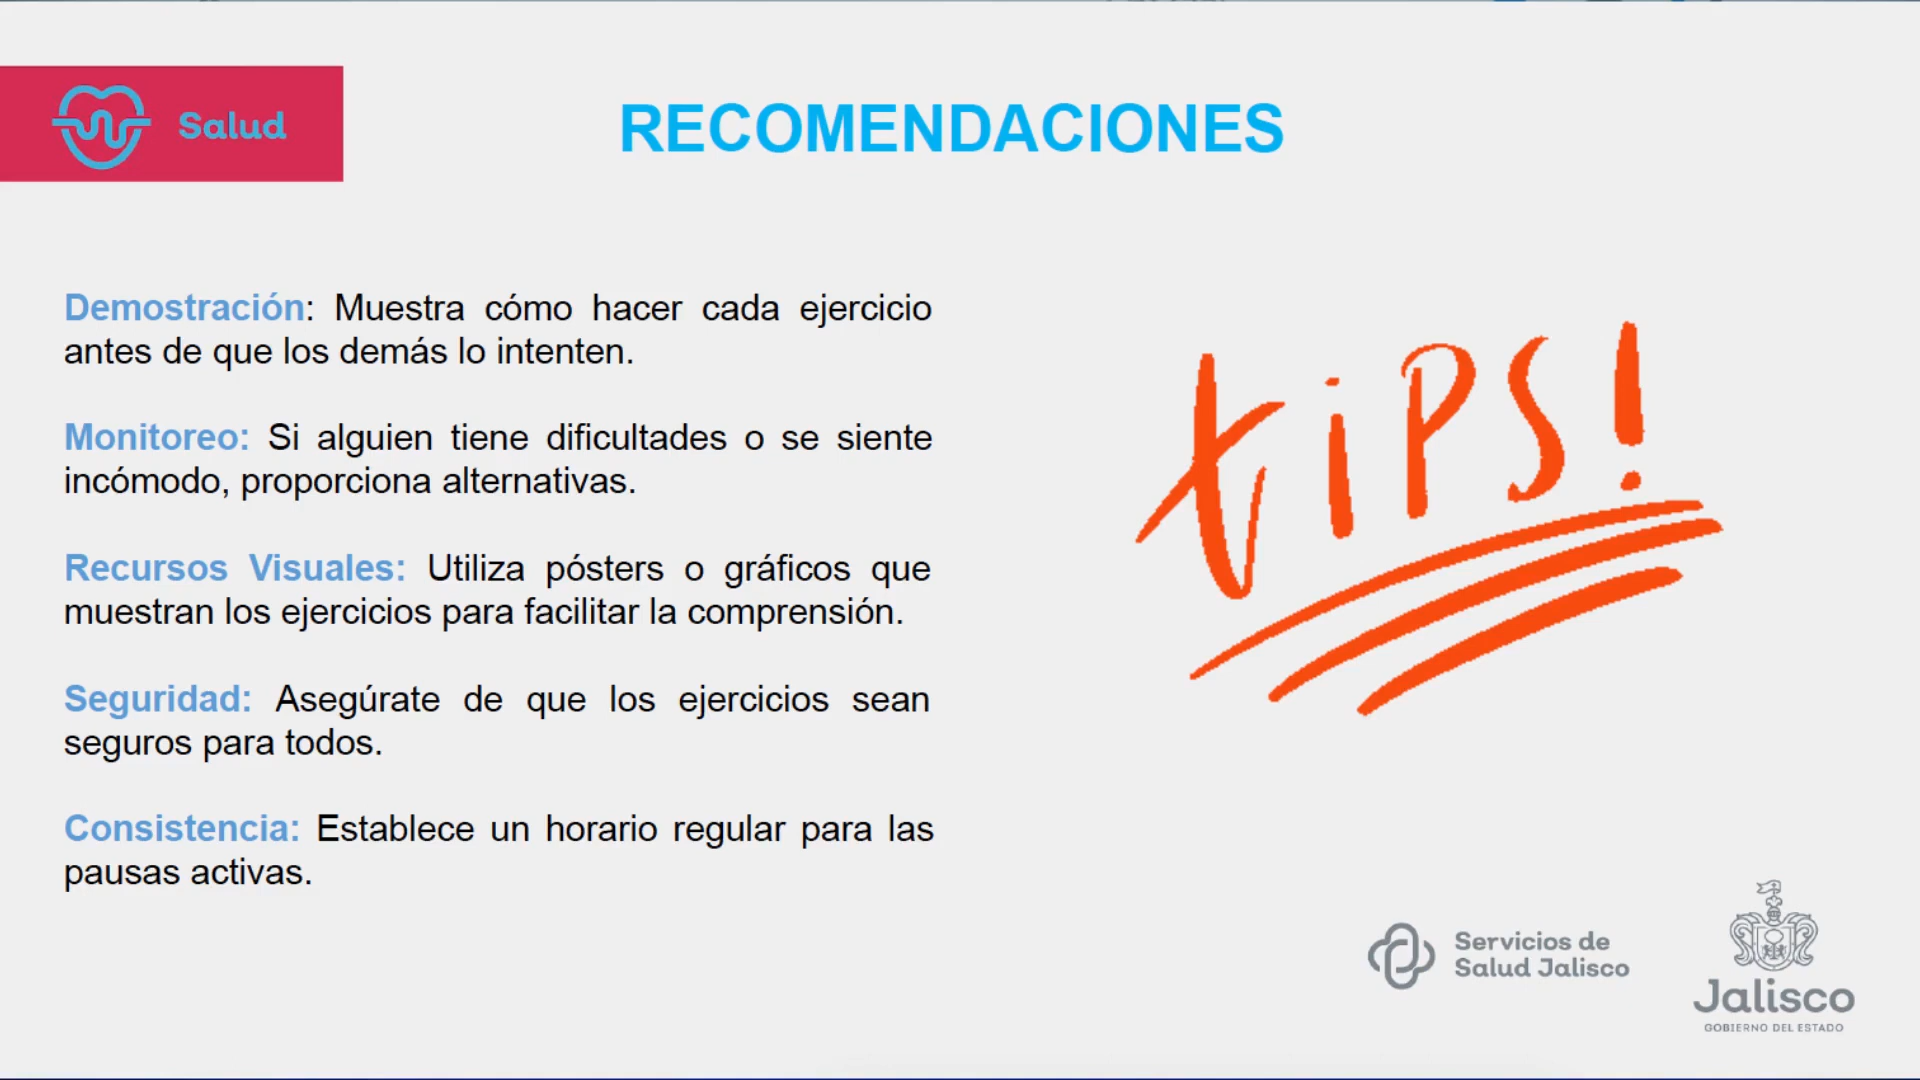 Salud
RECOMENDACIONES
Demostración: Muestra cómo hacer cada ejercicio
antes de que los demás lo intenten.
Monitoreo: Si alguien tiene dificultades o se siente
incómodo, proporciona alternativas.
Recursos Visuales: Utiliza pósters o gráficos que
muestran los ejercicios para facilitar la comprensión.
Seguridad: Asegúrate de que los ejercicios sean
seguros para todos.
Consistencia: Establece un horario regular para las
pausas activas.
tiPS!
Servicios de
Salud Jalisco
Jalisco
GOBIERNO DEL ESTADO